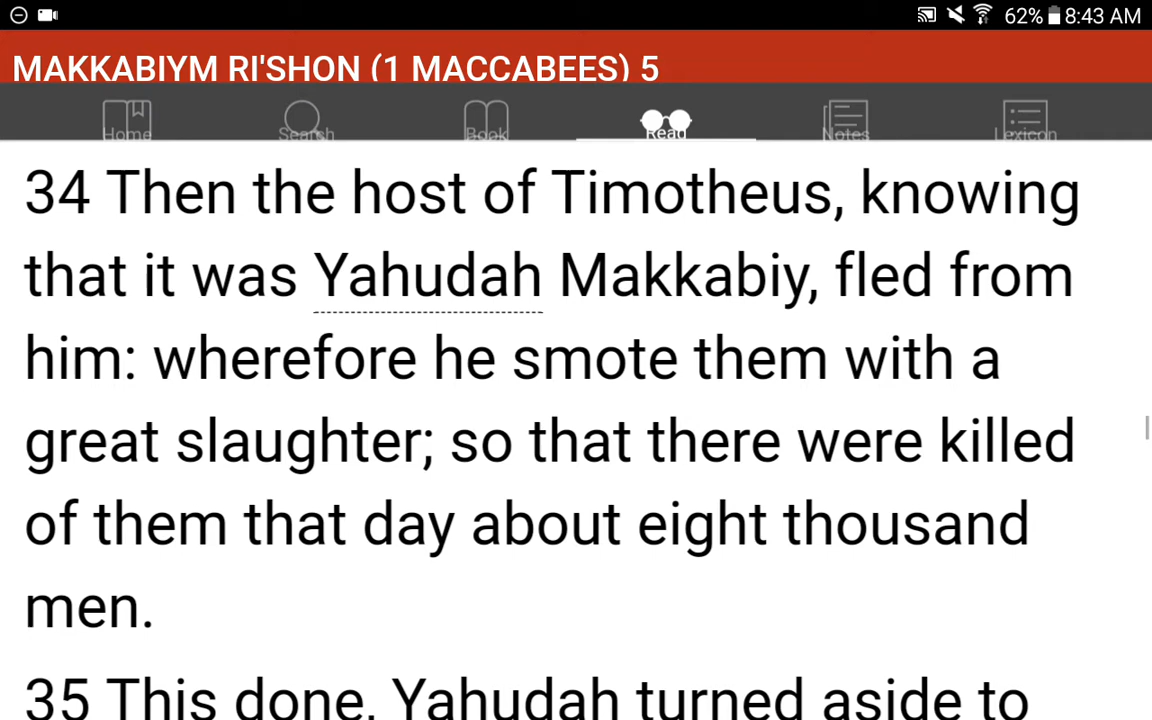 62% 8:43 AM
MAKKABIYM RI'SHON (1 MACCABEES) 5
Home Search Book Read Notes Lexicon
34 Then the host of Timotheus, knowing
that it was Yahudah Makkabiy, fled from
him: wherefore he smote them with a
great slaughter; so that there were killed
of them that day about eight thousand
men.
35 This done, Yahudah turned aside to